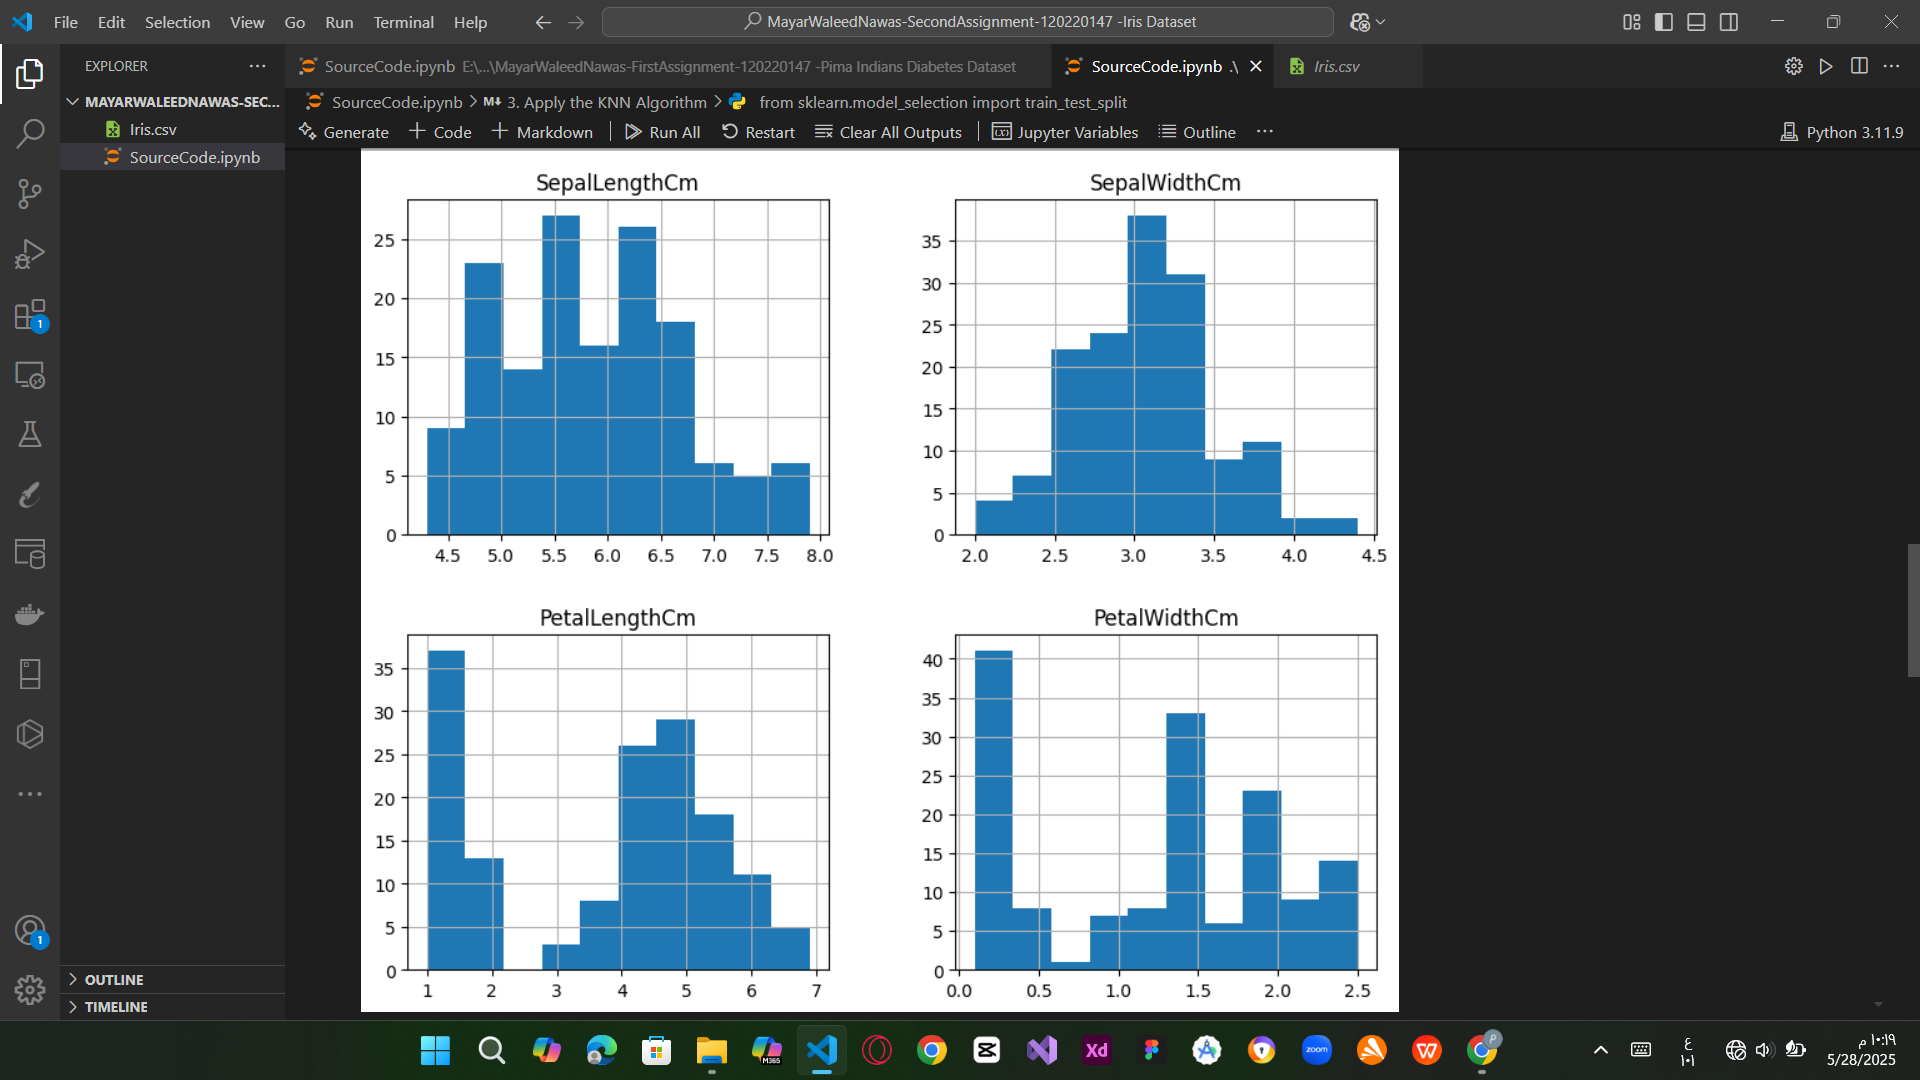 File Edit Selection View Go Run Terminal Help
MayarWaleedNawas-SecondAssignment-120220147 -Iris Dataset
EXPLORER
SourceCode.ipynb E:\...\MayarWaleedNawas-FirstAssignment-120220147 -Pima Indians Diabetes Dataset
SourceCode.ipynb .\
Iris.csv
MAYARWALEEDNAWAS-SEC...
Iris.csv
SourceCode.ipynb
SourceCode.ipynb > M↓ 3. Apply the KNN Algorithm > from sklearn.model_selection import train_test_split
Generate + Code + Markdown Run All Restart Clear All Outputs Jupyter Variables Outline ...
Python 3.11.9
SepalLengthCm
25
20
15
10
5
0
4.5 5.0 5.5 6.0 6.5 7.0 7.5 8.0
SepalWidthCm
35
30
25
20
15
10
5
0
2.0 2.5 3.0 3.5 4.0 4.5
PetalLengthCm
35
30
25
20
15
10
5
0
1 2 3 4 5 6 7
PetalWidthCm
40
35
30
25
20
15
10
5
0
0.0 0.5 1.0 1.5 2.0 2.5
1
1
OUTLINE
TIMELINE
M365
Xd
zoom
W
P
ع
١٠١
١٠:١٩ م
5/28/2025